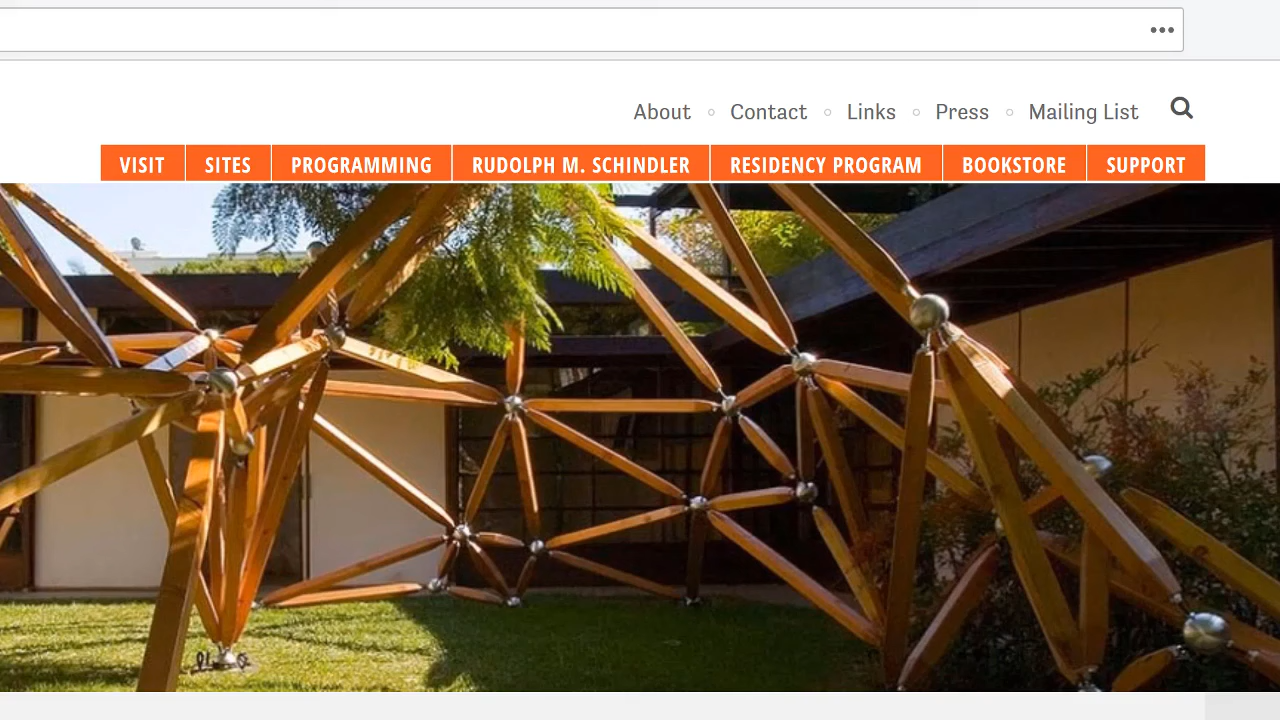 About Contact Links Press Mailing List
VISIT SITES PROGRAMMING RUDOLPH M. SCHINDLER RESIDENCY PROGRAM BOOKSTORE SUPPORT